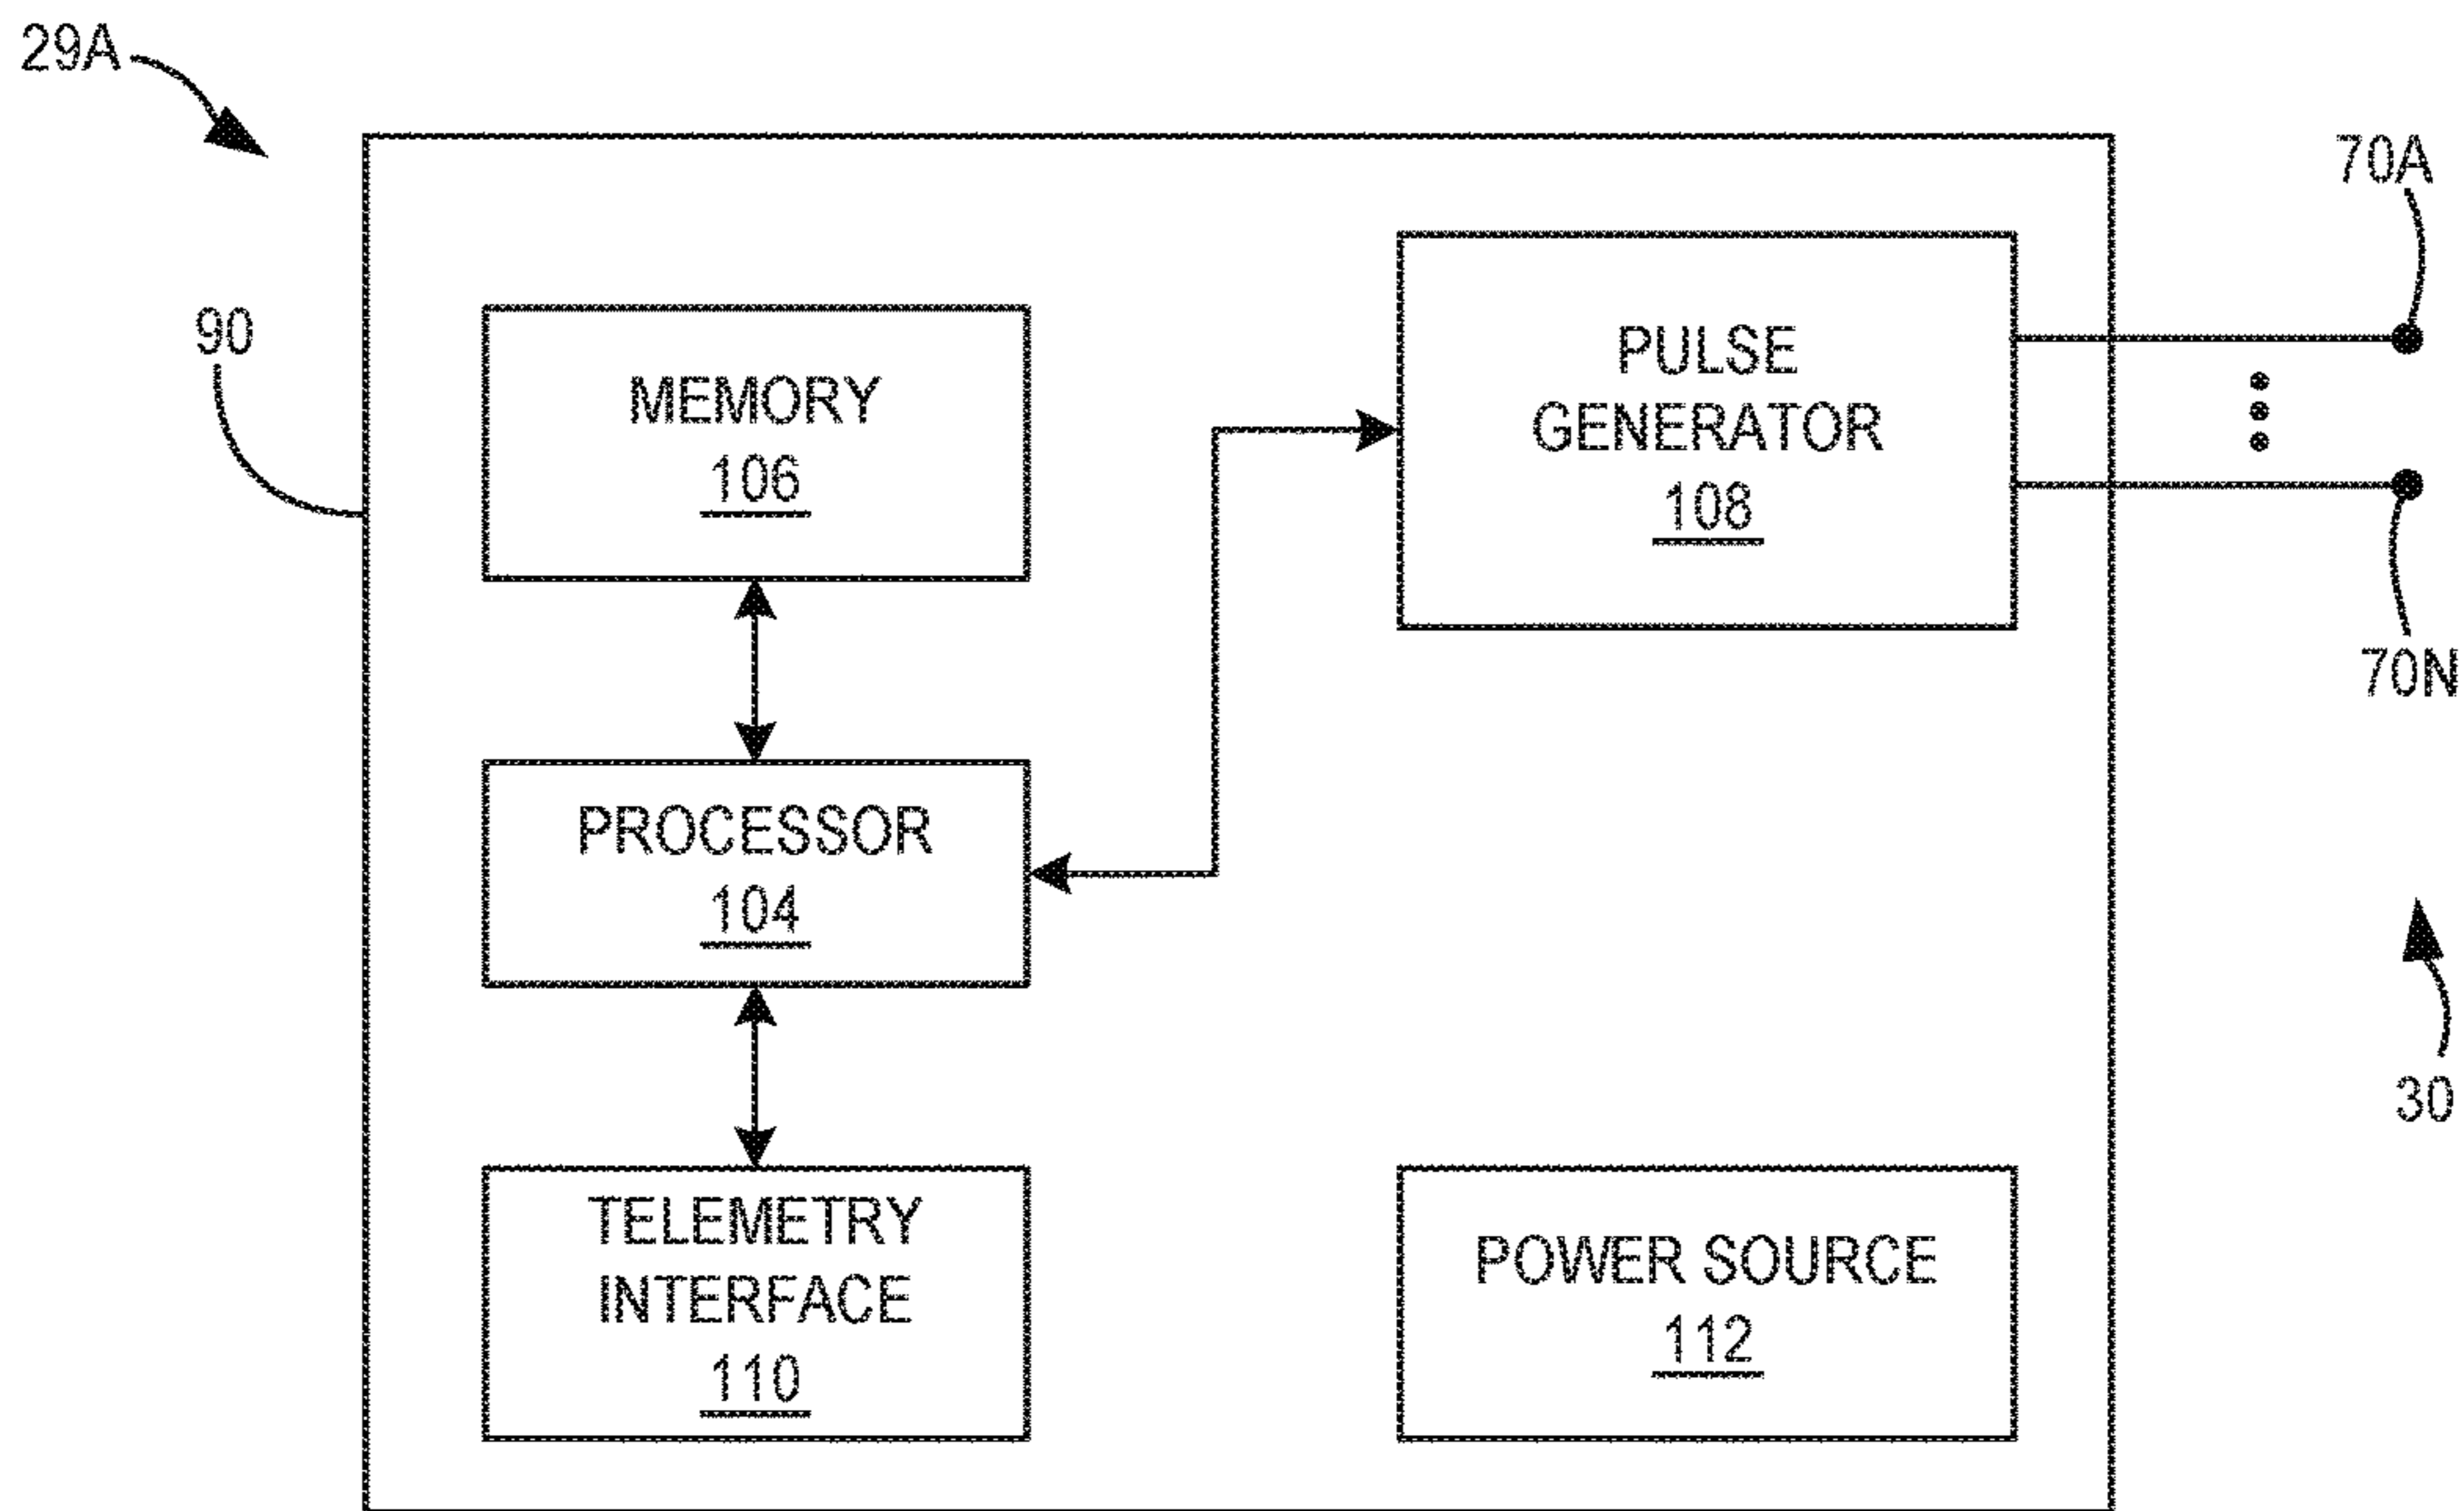 29A
70A
90
PULSE
GENERATOR
108
MEMORY
106
70N
PROCESSOR
104
30
TELEMETRY
INTERFACE
110
POWER SOURCE
112